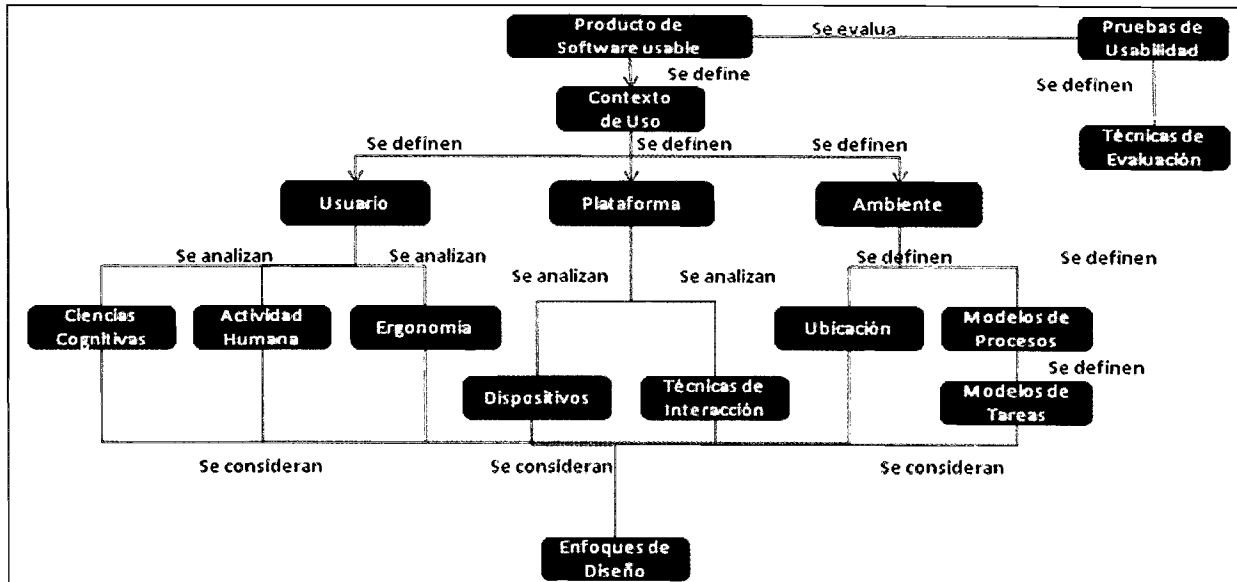 Producto de
Software usable
Se evalua
Pruebas de
Usabilidad
Se define
Se definen
Contexto
de Uso
Técnicas de
Evaluación
Se definen
Se definen
Se definen
Usuario
Plataforma
Ambiente
Se analizan
Se analizan
Se definen
Se definen
Se analizan
Se analizan
Ciencias
Cognitivas
Actividad
Humana
Ergonomía
Ubicación
Modelos de
Procesos
Se definen
Dispositivos
Técnicas de
Interacción
Modelos de
Tareas
Se consideran
Se consideran
Se consideran
Enfoques de
Diseño